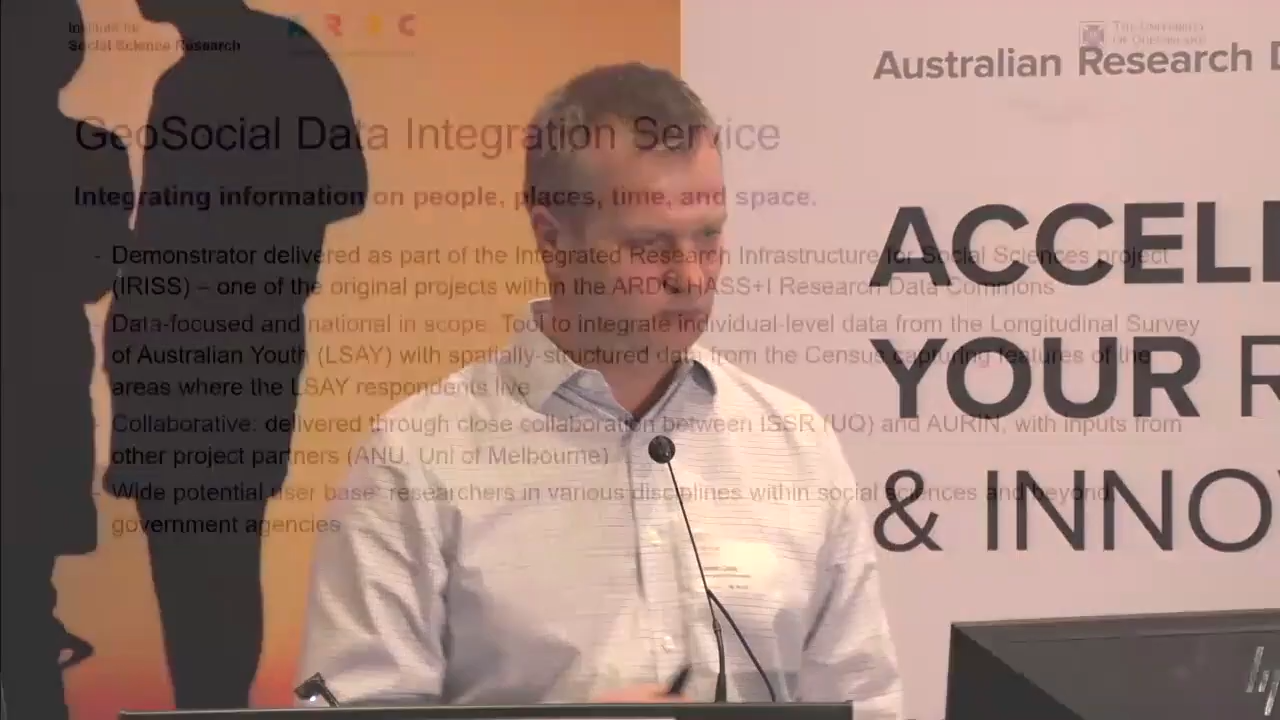 Institute for
Social Science Research
ARDC
THE UNIVERSITY
OF QUEENSLAND
Australian Research D
GeoSocial Data Integration Service
Integrating information on people, places, time, and space.
- Demonstrator delivered as part of the Integrated Research Infrastructure for Social Sciences project
(IRISS) – one of the original projects within the ARDC HASS+I Research Data Commons
- Data-focused and national in scope. Tool to integrate individual-level data from the Longitudinal Survey
of Australian Youth (LSAY) with spatially-structured data from the Census capturing features of the
areas where the LSAY respondents live
- Collaborative: delivered through close collaboration between ISSR (UQ) and AURIN, with inputs from
other project partners (ANU, Uni of Melbourne)
- Wide potential user base: researchers in various disciplines within social sciences and beyond,
government agencies
ACCEL
YOUR R
& INNO
hp